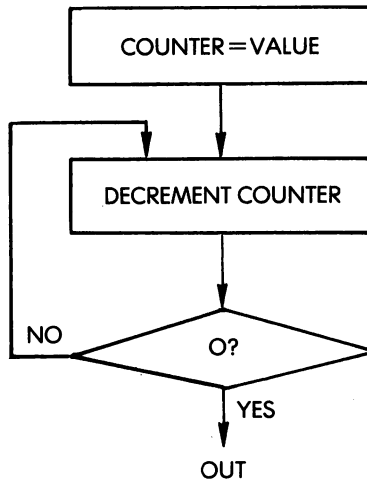 COUNTER=VALUE
DECREMENT COUNTER
O?
NO
YES
OUT